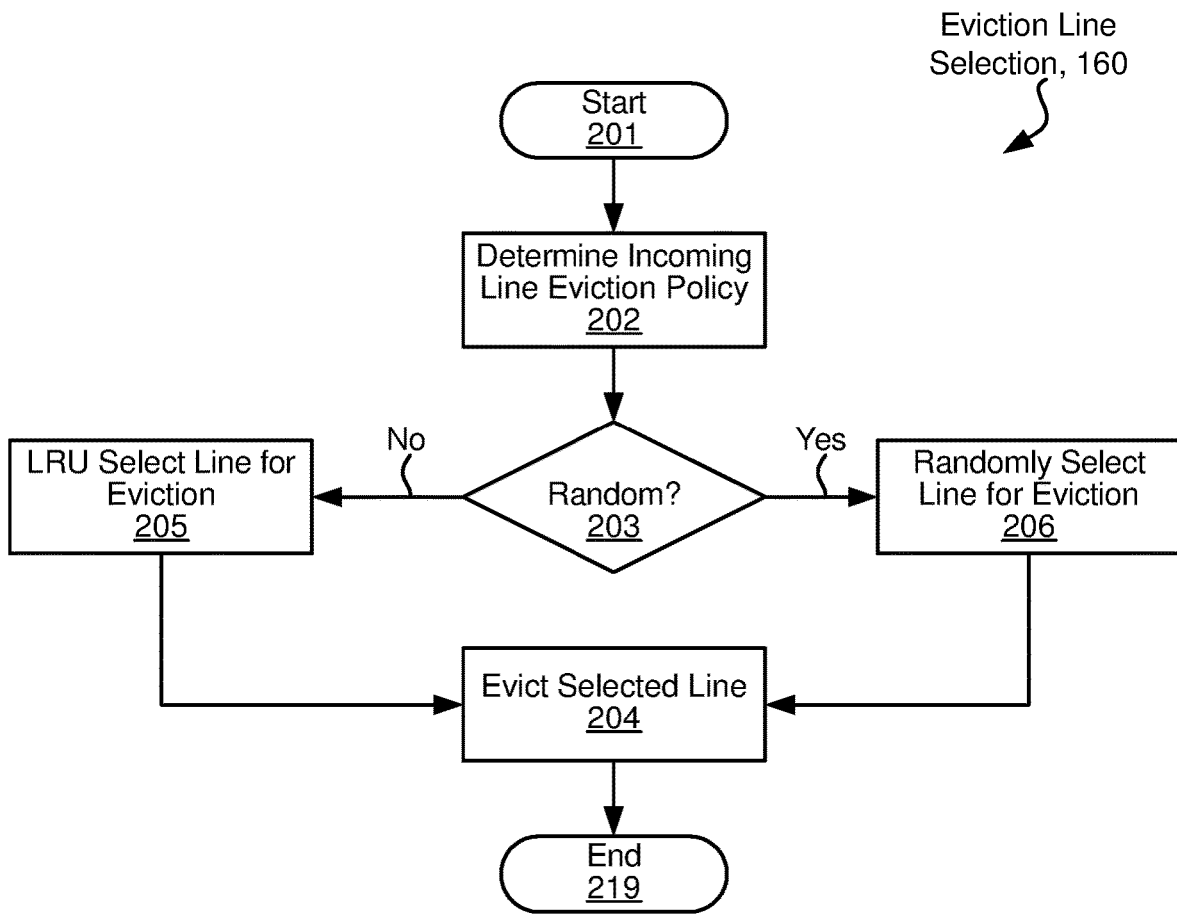 Eviction Line
Selection, 160
Start
201
Determine Incoming
Line Eviction Policy
202
No
Yes
LRU Select Line for
Eviction
205
Random?
203
Randomly Select
Line for Eviction
206
Evict Selected Line
204
End
219